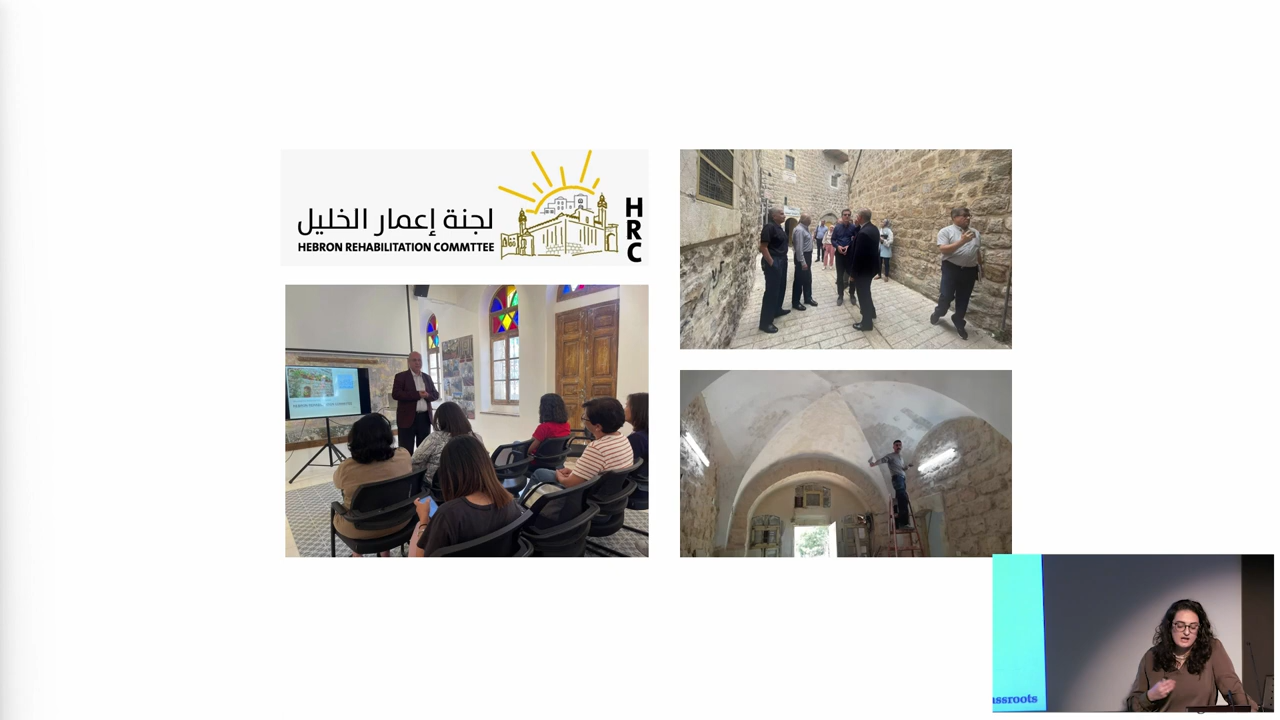 لجنة إعمار الخليل
HEBRON REHABILITATION COMMTTEE
HRC
assroots